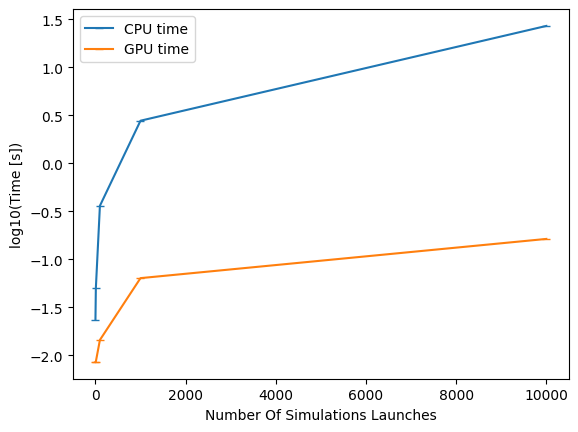 CPU time
GPU time
1.5
1.0
0.5
0.0
−0.5
−1.0
−1.5
−2.0
log10(Time [s])
0 2000 4000 6000 8000 10000
Number Of Simulations Launches